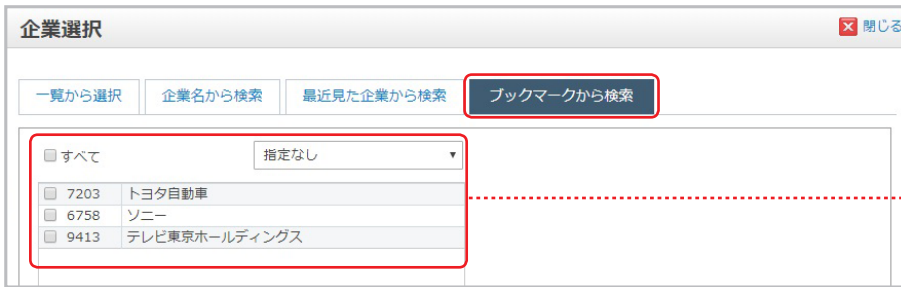 企業選択
閉じる
一覧から選択 企業名から検索 最近見た企業から検索 ブックマークから検索
すべて 指定なし
7203 トヨタ自動車
6758 ソニー
9413 テレビ東京ホールディングス